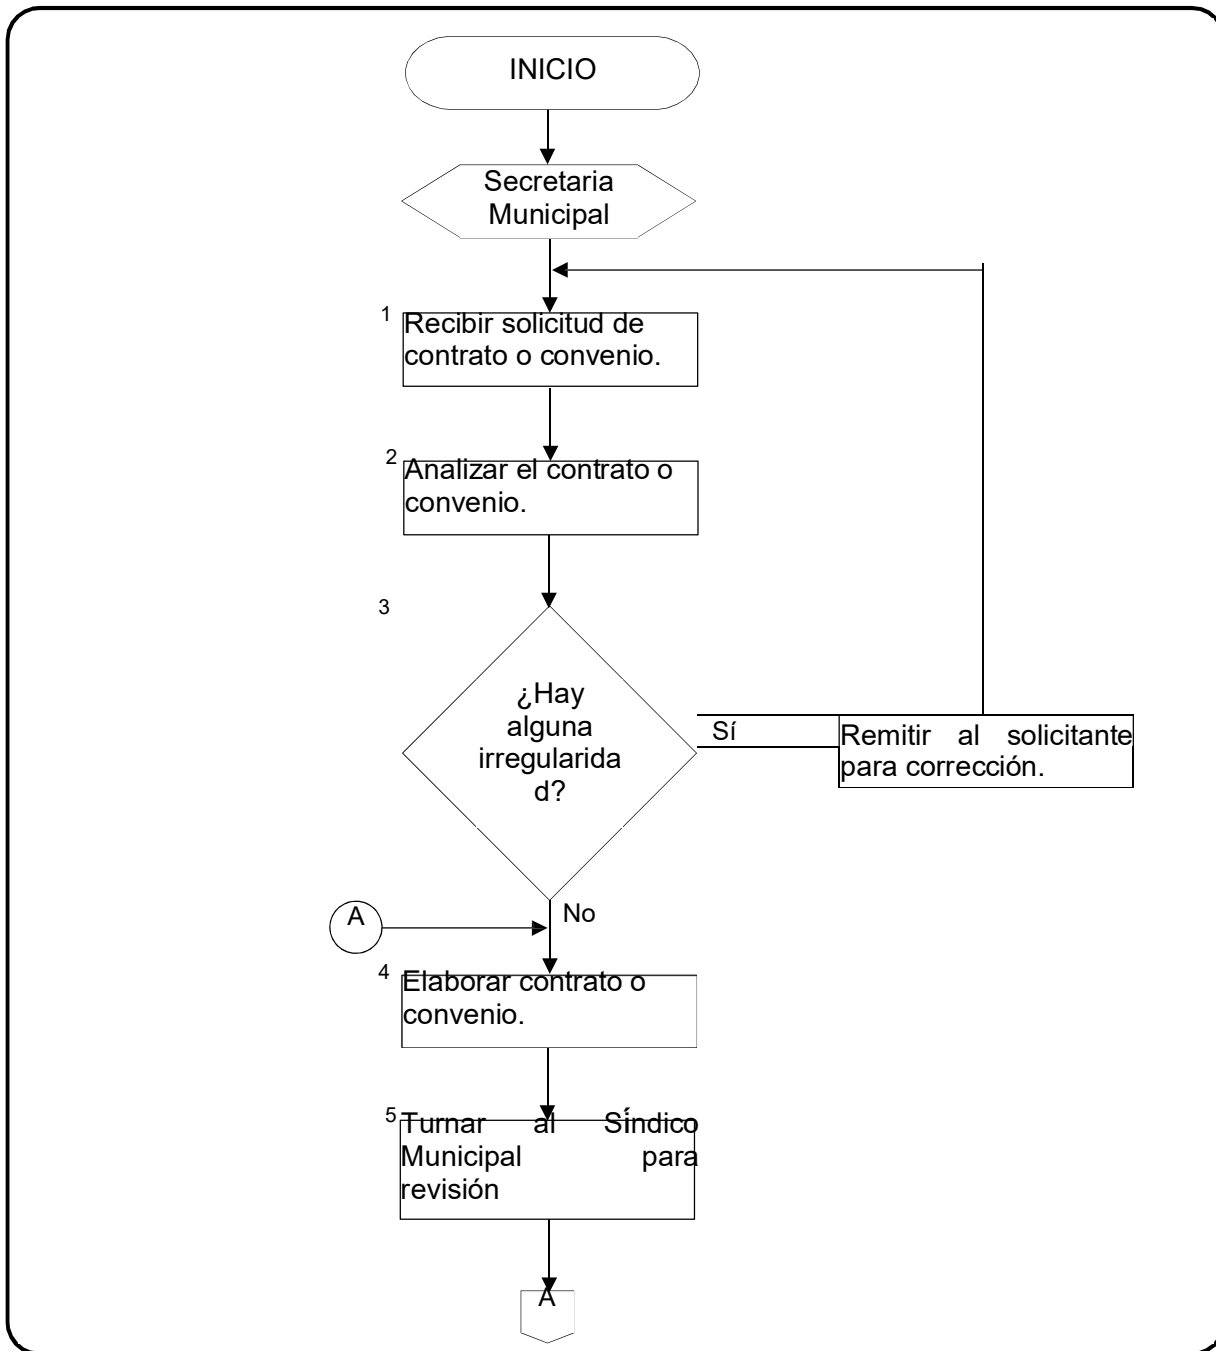 INICIO
Secretaria
Municipal
1
Recibir solicitud de
contrato o convenio.
2
Analizar el contrato o
convenio.
3
¿Hay
alguna
irregularida
d?
Sí
Remitir al solicitante
para corrección.
A
No
4
Elaborar contrato o
convenio.
5
Turnar al Síndico
Municipal para
revisión
A